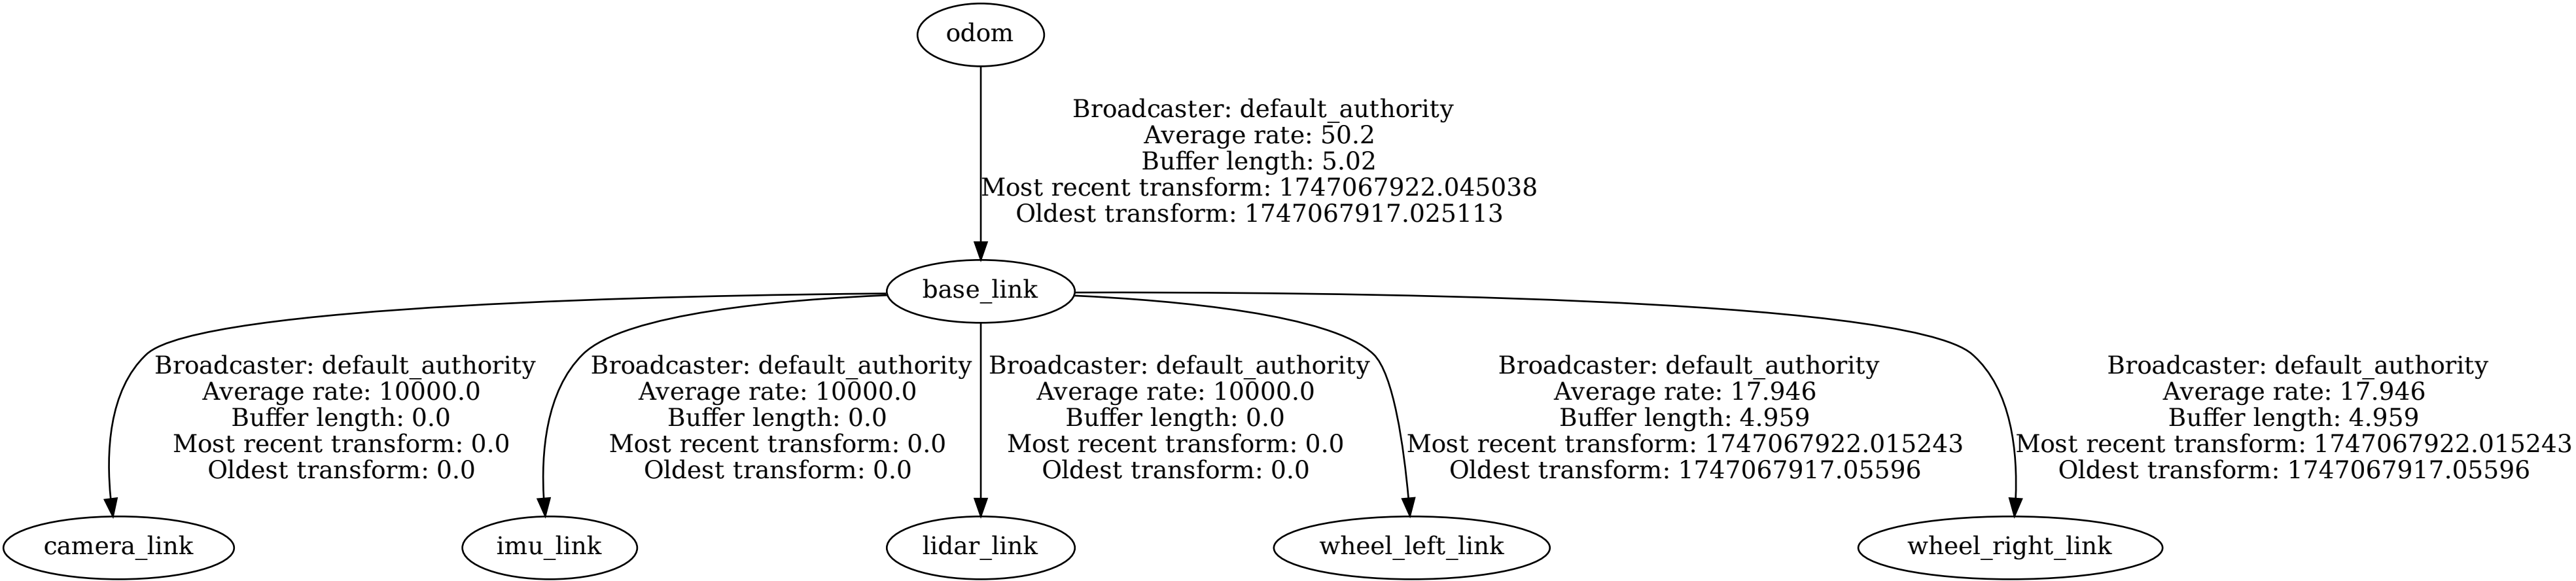 odom
Broadcaster: default_authority
Average rate: 50.2
Buffer length: 5.02
Most recent transform: 1747067922.045038
Oldest transform: 1747067917.025113
base_link
Broadcaster: default_authority
Average rate: 10000.0
Buffer length: 0.0
Most recent transform: 0.0
Oldest transform: 0.0
Broadcaster: default_authority
Average rate: 10000.0
Buffer length: 0.0
Most recent transform: 0.0
Oldest transform: 0.0
Broadcaster: default_authority
Average rate: 10000.0
Buffer length: 0.0
Most recent transform: 0.0
Oldest transform: 0.0
Broadcaster: default_authority
Average rate: 17.946
Buffer length: 4.959
Most recent transform: 1747067922.015243
Oldest transform: 1747067917.05596
Broadcaster: default_authority
Average rate: 17.946
Buffer length: 4.959
Most recent transform: 1747067922.015243
Oldest transform: 1747067917.05596
camera_link
imu_link
lidar_link
wheel_left_link
wheel_right_link